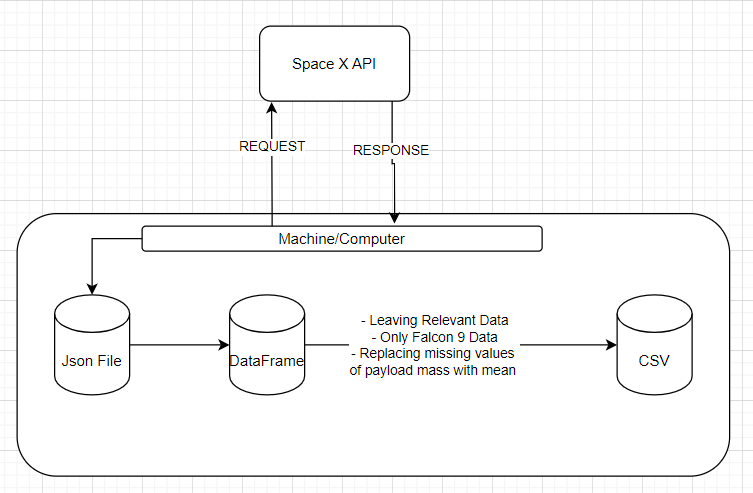 Space X API
REQUEST
RESPONSE
Machine/Computer
Json File
DataFrame
- Leaving Relevant Data
- Only Falcon 9 Data
- Replacing missing values
of payload mass with mean
CSV